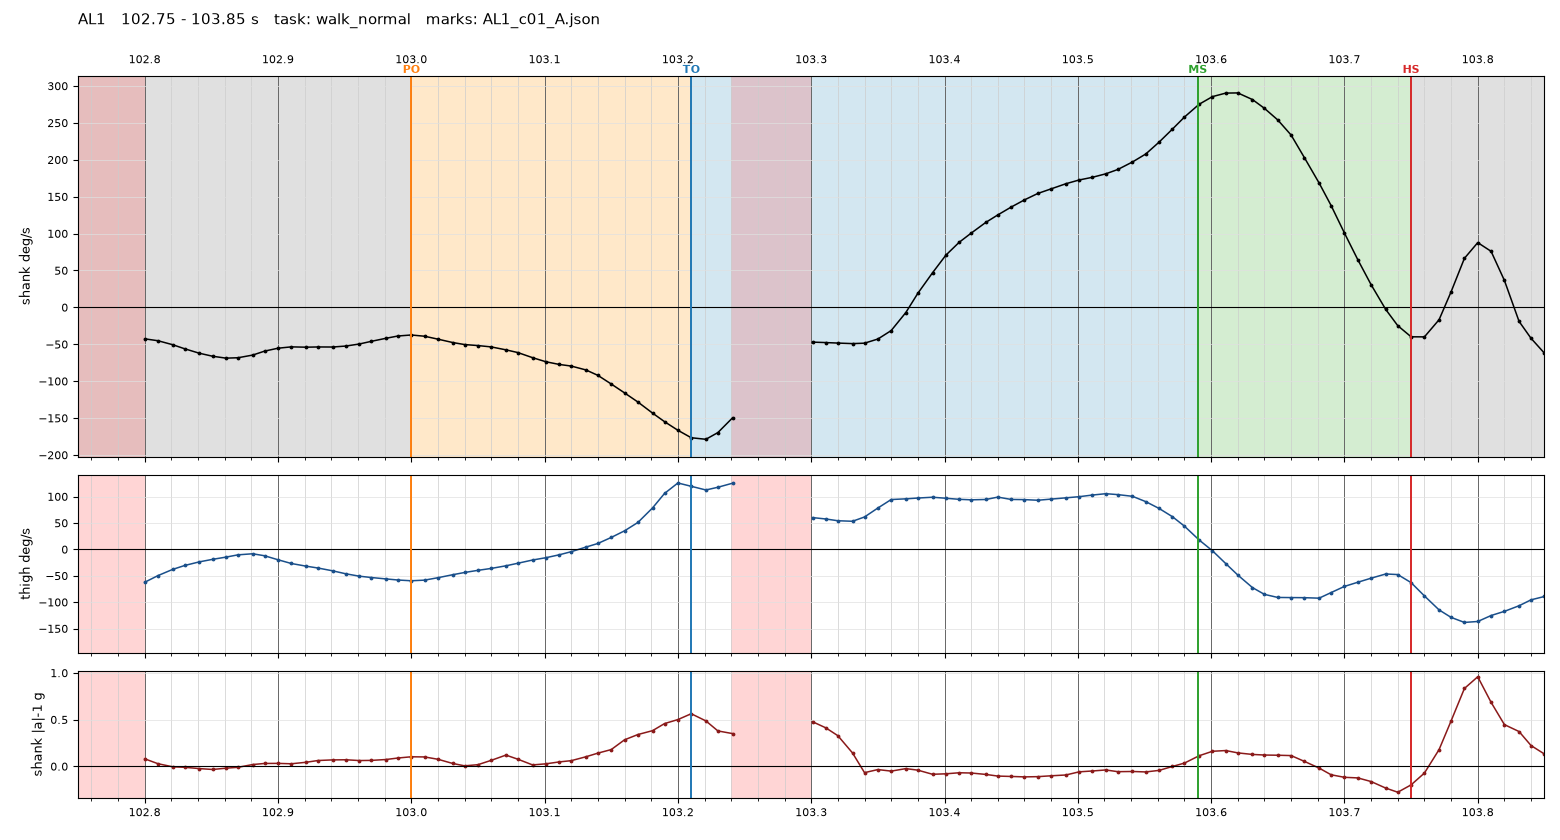 AL1   102.75 - 103.85 s   task: walk_normal   marks: AL1_c01_A.json
102.8 102.9 103.0 103.1 103.2 103.3 103.4 103.5 103.6 103.7 103.8
PO TO MS HS
300
250
200
150
100
50
0
−50
−100
−150
−200
shank deg/s
100
50
0
−50
−100
−150
thigh deg/s
1.0
0.5
0.0
shank |a|-1 g
102.8 102.9 103.0 103.1 103.2 103.3 103.4 103.5 103.6 103.7 103.8